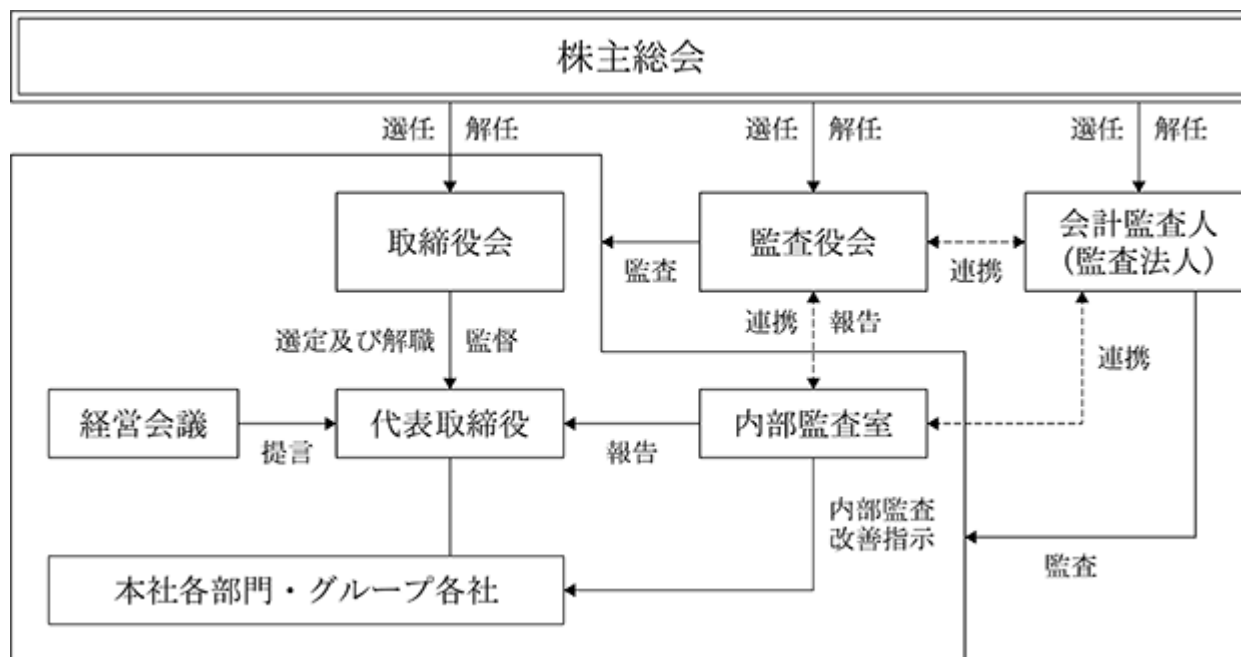 株主総会
選任 解任
選任 解任
選任 解任
取締役会
監査役会
会計監査人
(監査法人)
監査
連携
選定及び解職 監督
連携 報告
連携
経営会議
代表取締役
内部監査室
提言
報告
内部監査
改善指示
監査
本社各部門・グループ各社